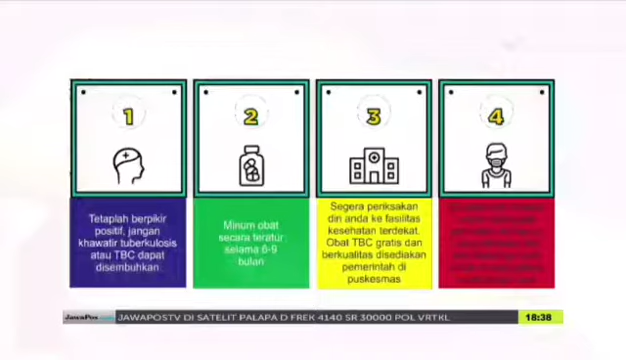 1
2
3
4
Tetaplah berpikir
positif, jangan
khawatir tuberkulosis
atau TBC dapat
disembuhkan
Minum obat
secara teratur
selama 6-9
bulan
Segera periksakan
diri anda ke fasilitas
kesehatan terdekat.
Obat TBC gratis dan
berkualitas disediakan
pemerintah di
puskesmas
JawaPos.com JAWAPOSTV DI SATELIT PALAPA D FREK 4140 SR 30000 POL VRTKL 18:38